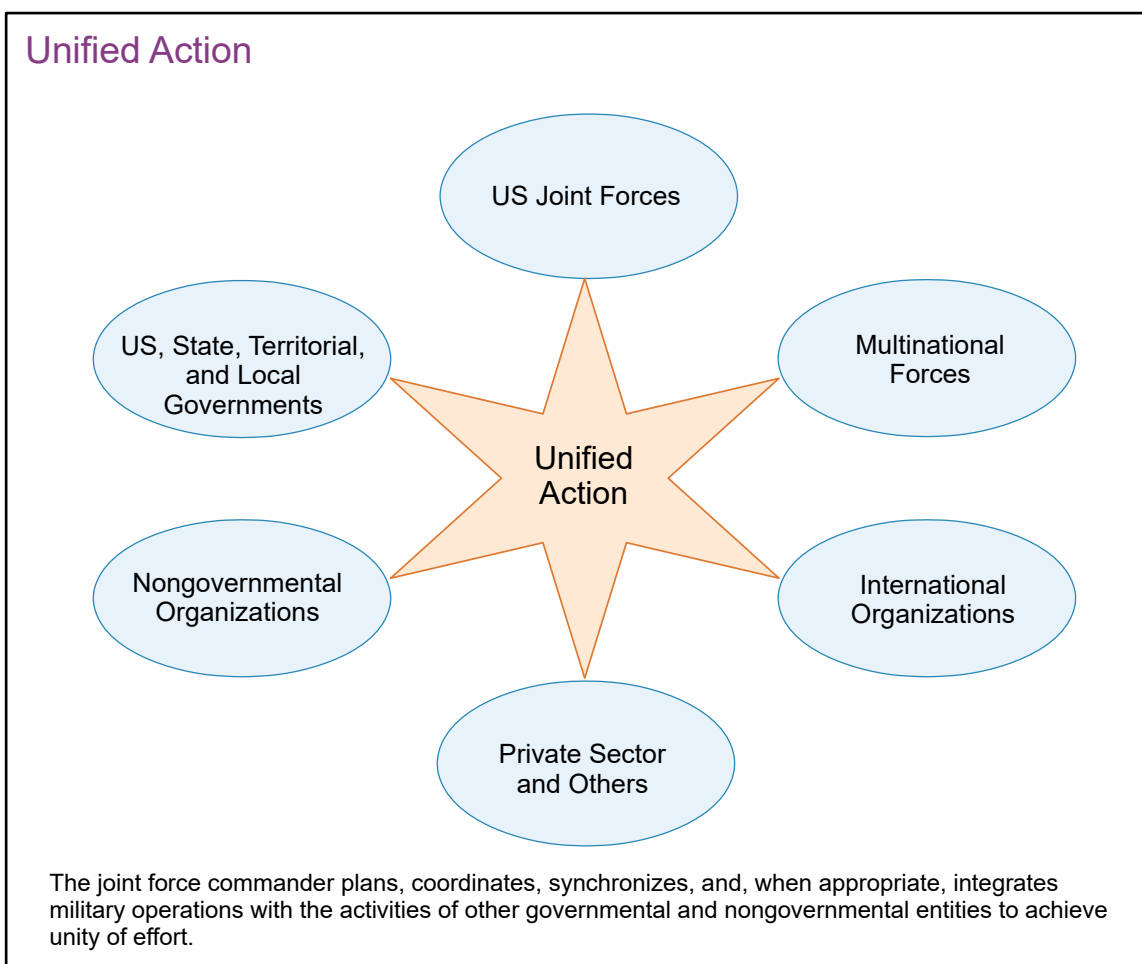 Unified Action
US Joint Forces
US, State, Territorial,
and Local
Governments
Multinational
Forces
Unified
Action
Nongovernmental
Organizations
International
Organizations
Private Sector
and Others
The joint force commander plans, coordinates, synchronizes, and, when appropriate, integrates
military operations with the activities of other governmental and nongovernmental entities to achieve
unity of effort.